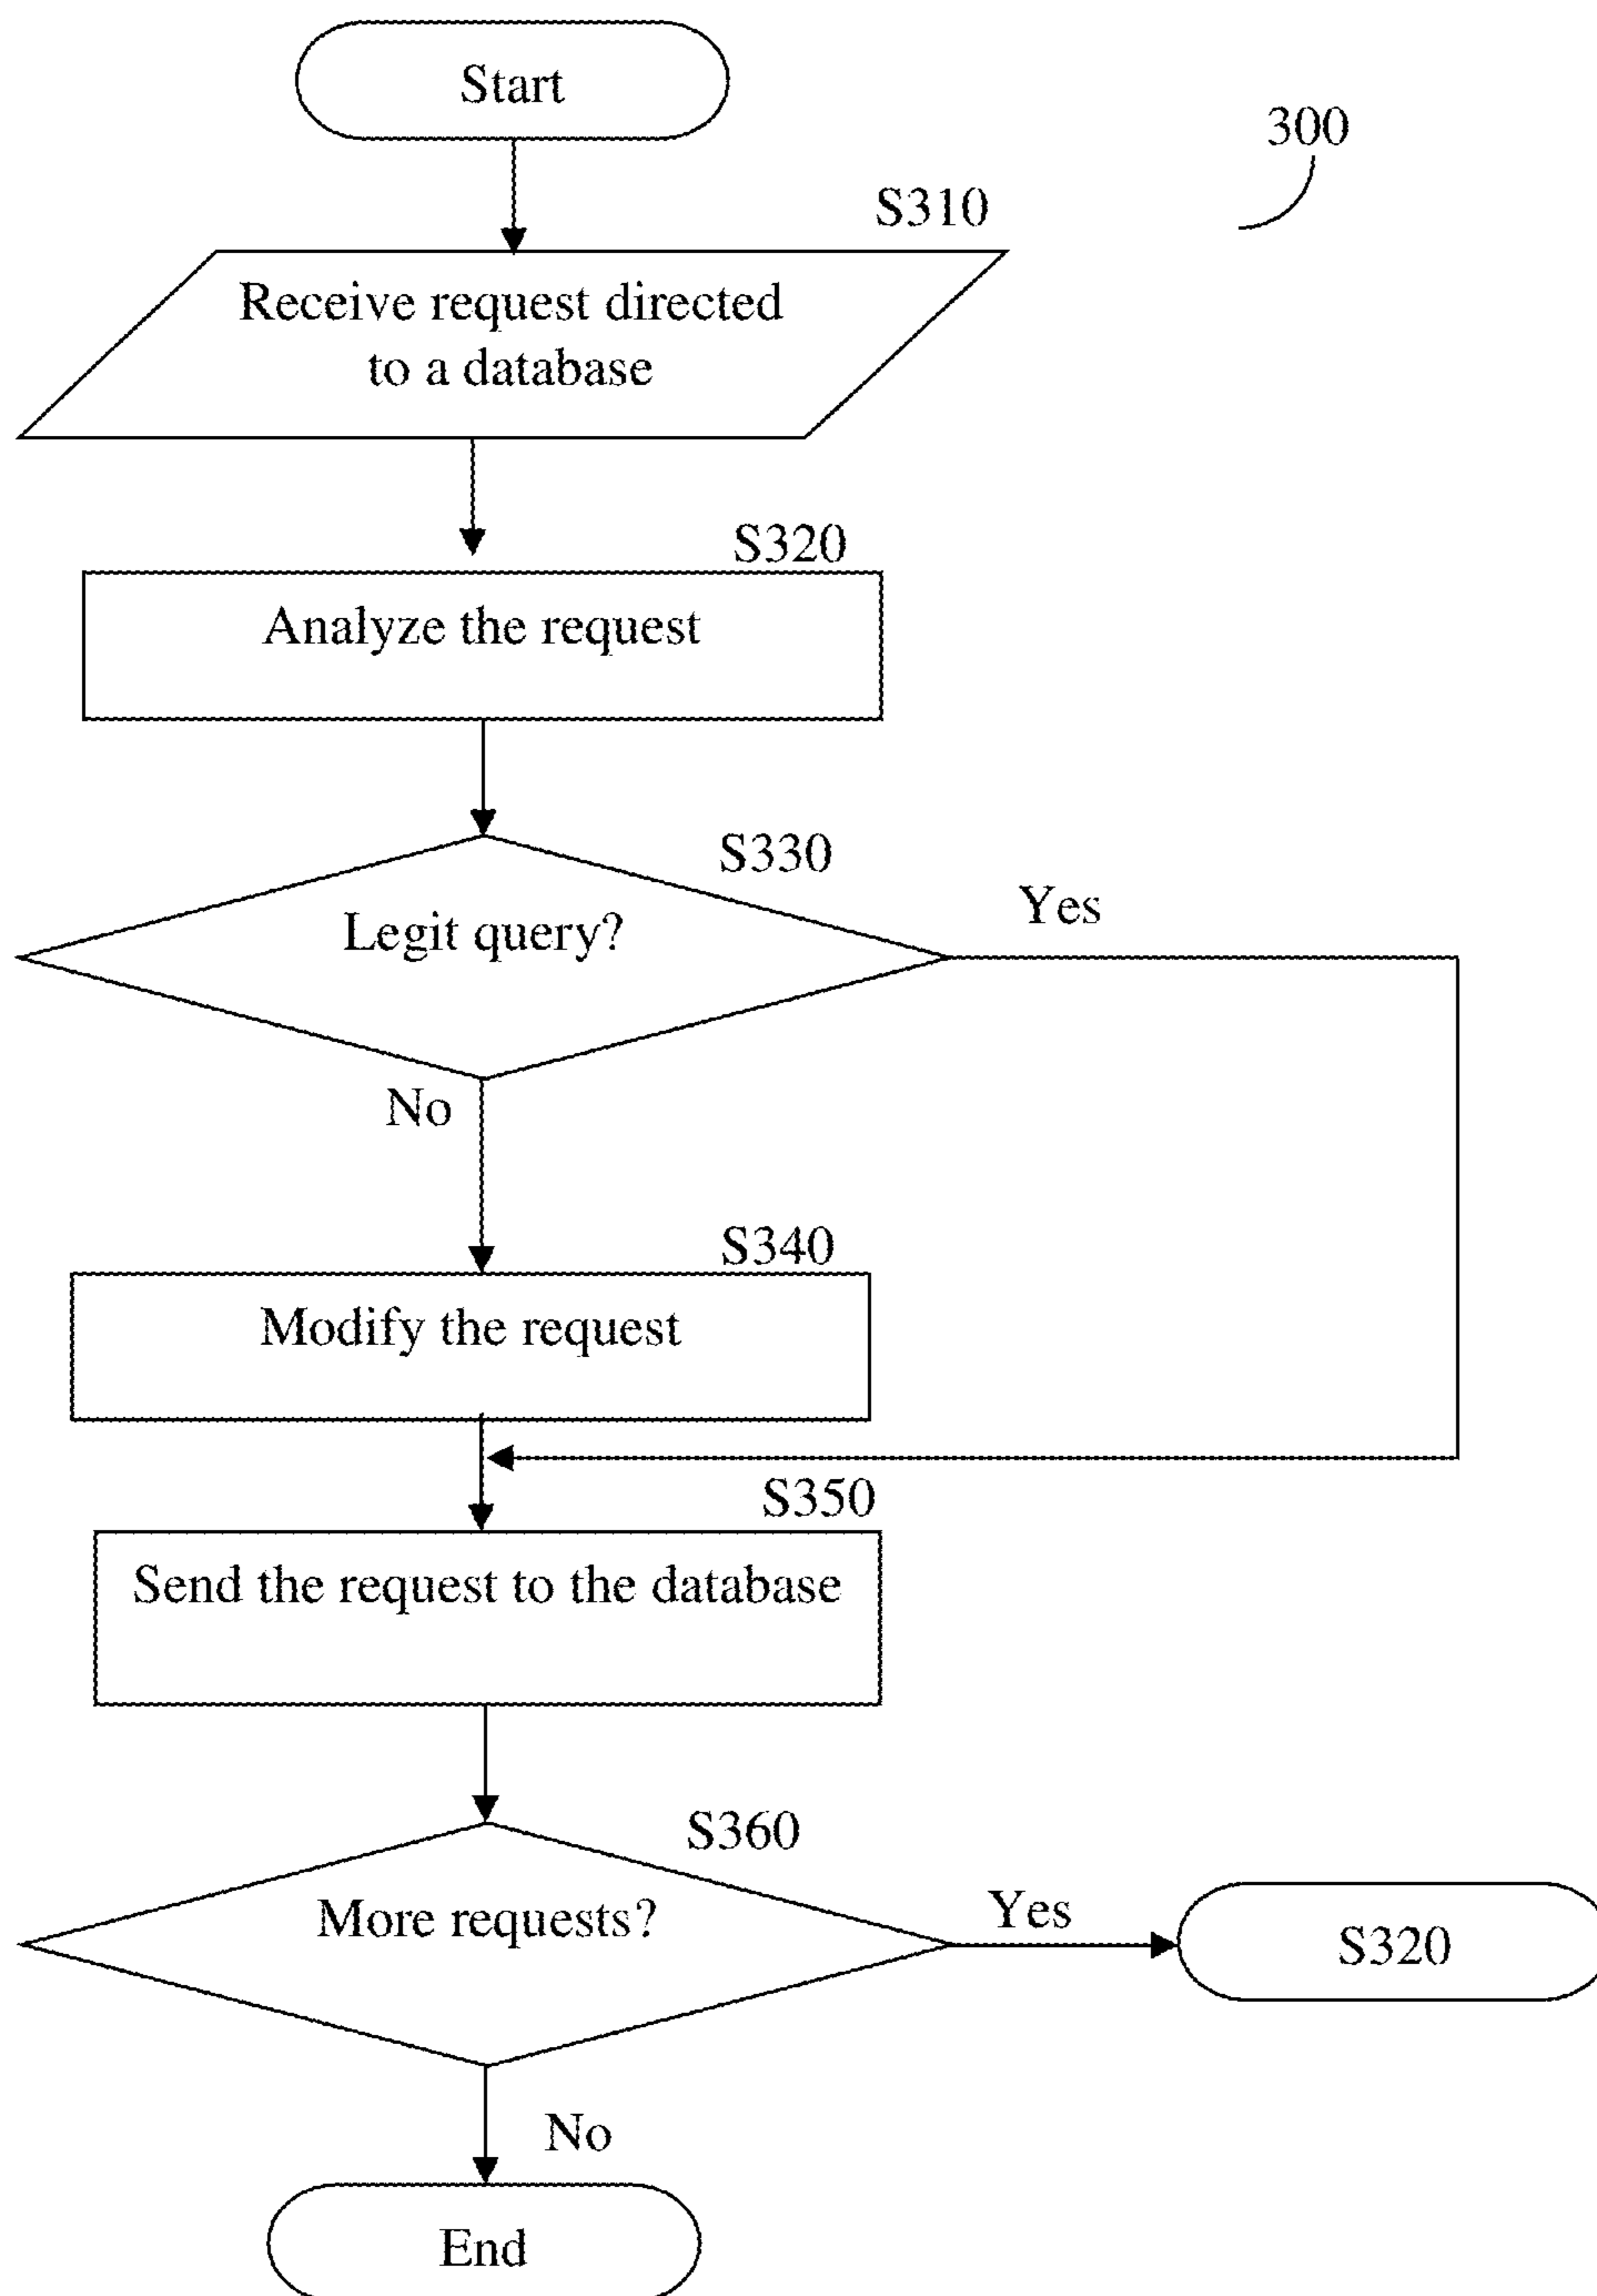 Start
300
S310
Receive request directed
to a database
S320
Analyze the request
S330
Yes
Legit query?
No
S340
Modify the request
S350
Send the request to the database
S360
More requests?
Yes
S320
No
End